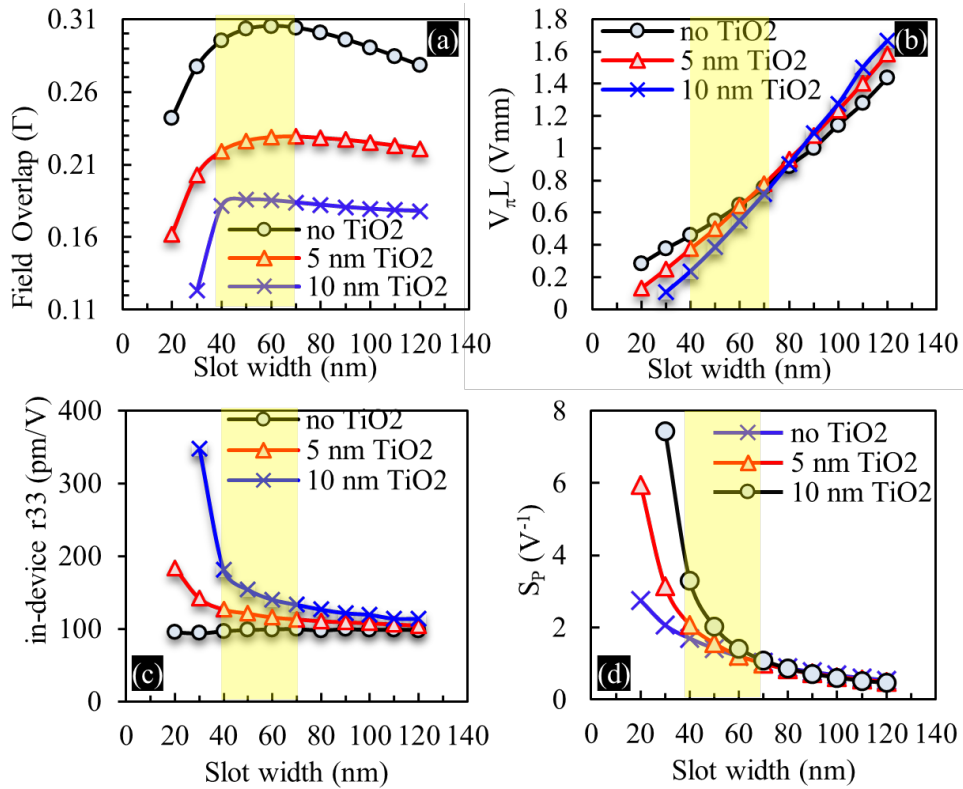 (a)
Field Overlap (Γ)
0.31
0.26
0.21
0.16
0.11
no TiO2
5 nm TiO2
10 nm TiO2
0 20 40 60 80 100 120 140
Slot width (nm)
(b)
VπL (Vmm)
1.8
1.6
1.4
1.2
1
0.8
0.6
0.4
0.2
0
no TiO2
5 nm TiO2
10 nm TiO2
0 20 40 60 80 100 120 140
Slot width (nm)
(c)
in-device r33 (pm/V)
400
300
200
100
0
no TiO2
5 nm TiO2
10 nm TiO2
0 20 40 60 80 100 120 140
Slot width (nm)
(d)
SP (V-1)
8
6
4
2
0
no TiO2
5 nm TiO2
10 nm TiO2
0 20 40 60 80 100 120 140
Slot width (nm)